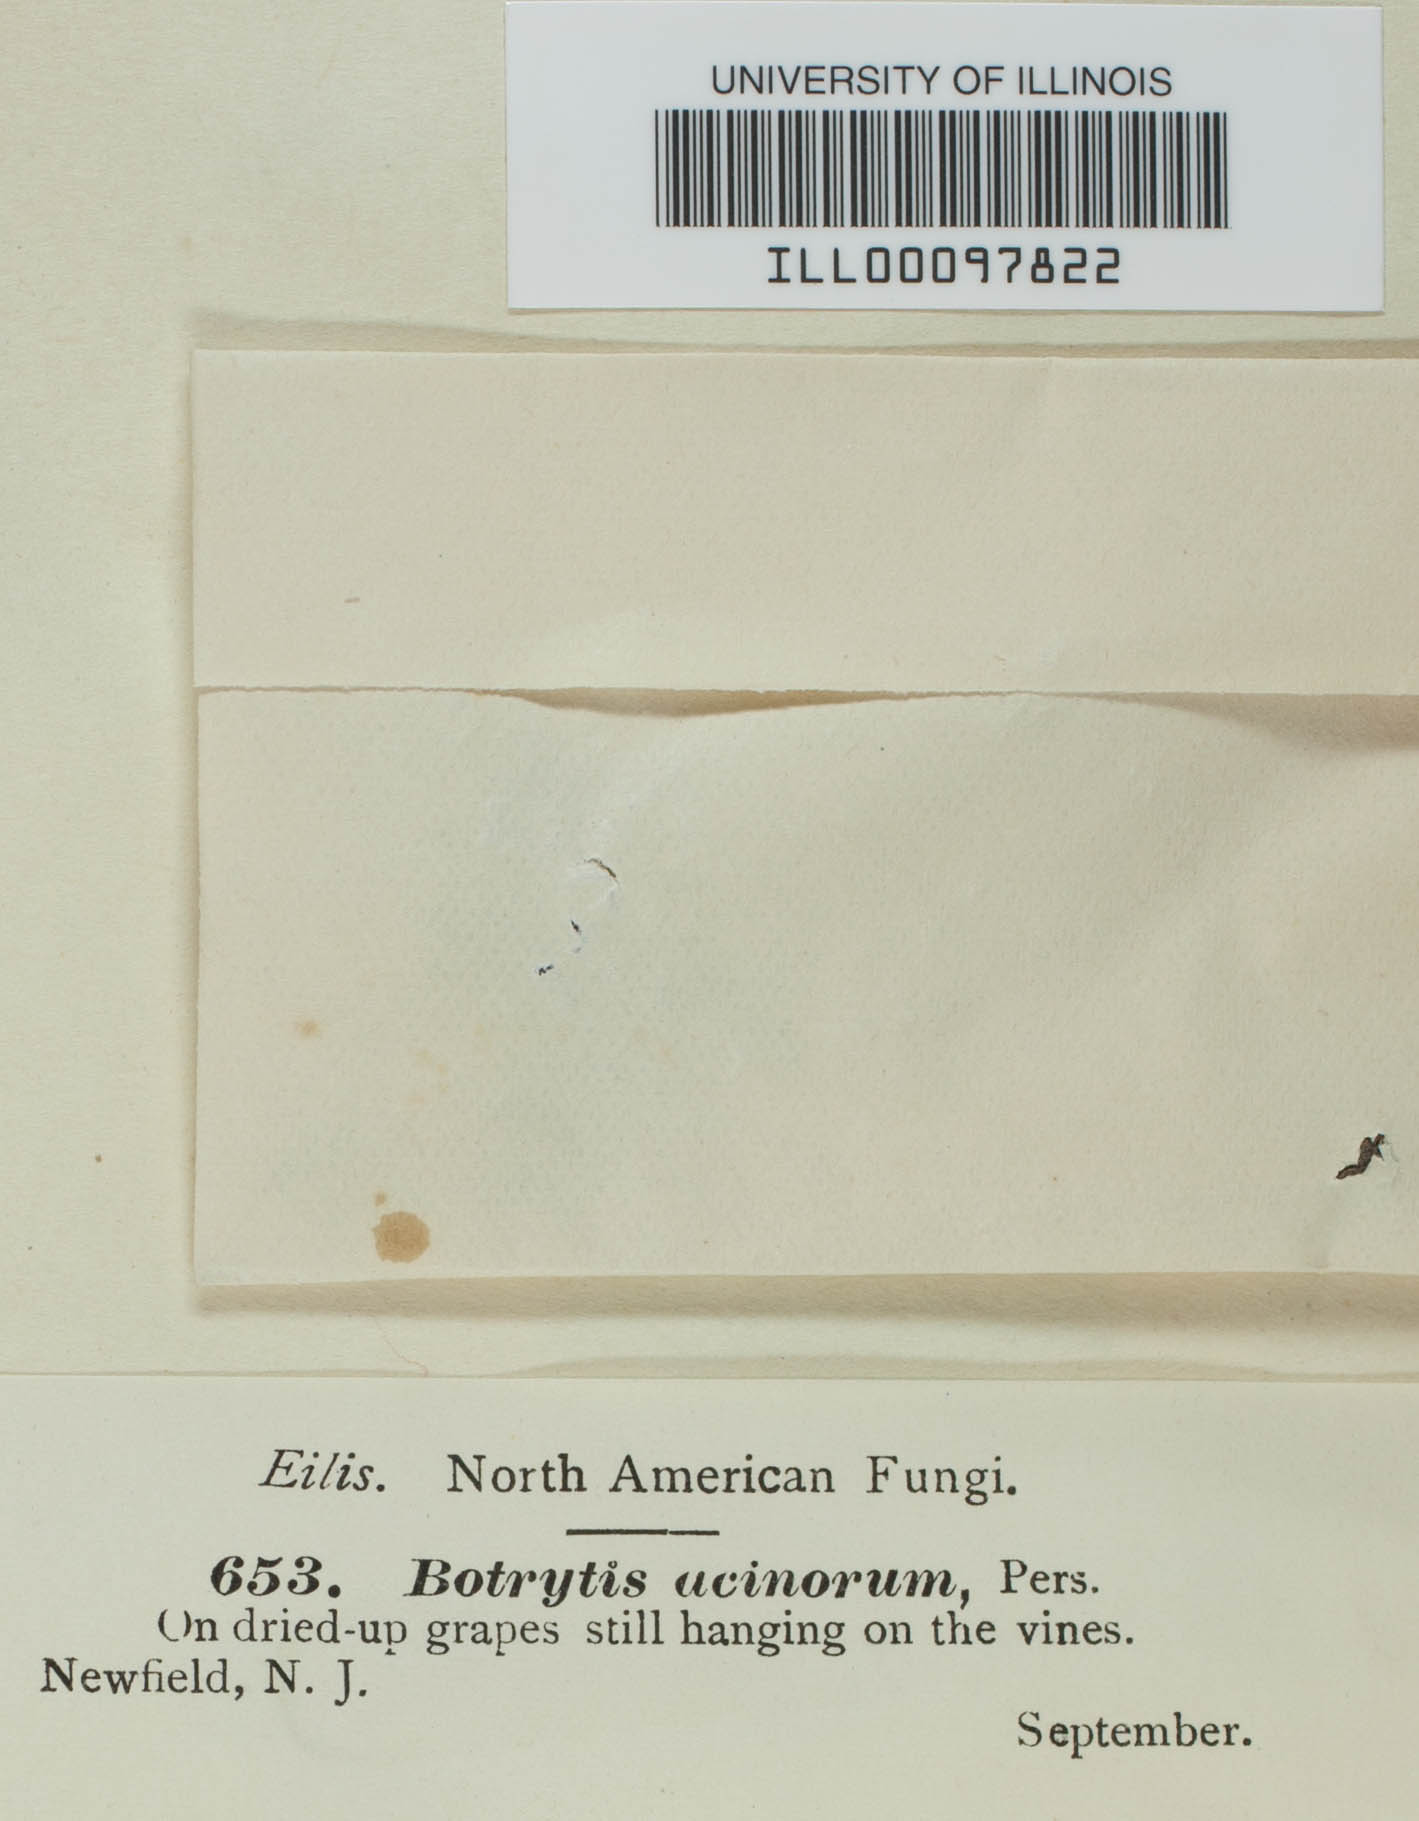 UNIVERSITY OF ILLINOIS
ILL00097822
Ellis. North American Fungi.
653. Botrytis acinorum, Pers.
On dried-up grapes still hanging on the vines.
Newfield, N. J.
September.